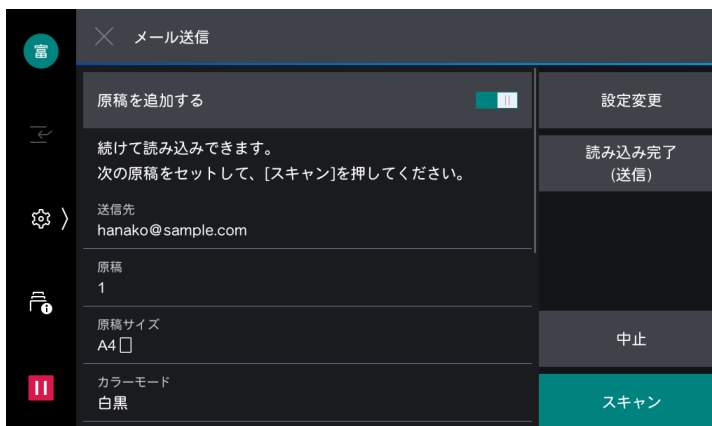 富
メール送信
原稿を追加する
設定変更
続けて読み込みできます。
次の原稿をセットして、[スキャン]を押してください。
読み込み完了
(送信)
送信先
hanako@sample.com
原稿
1
原稿サイズ
A4
中止
カラーモード
白黒
スキャン